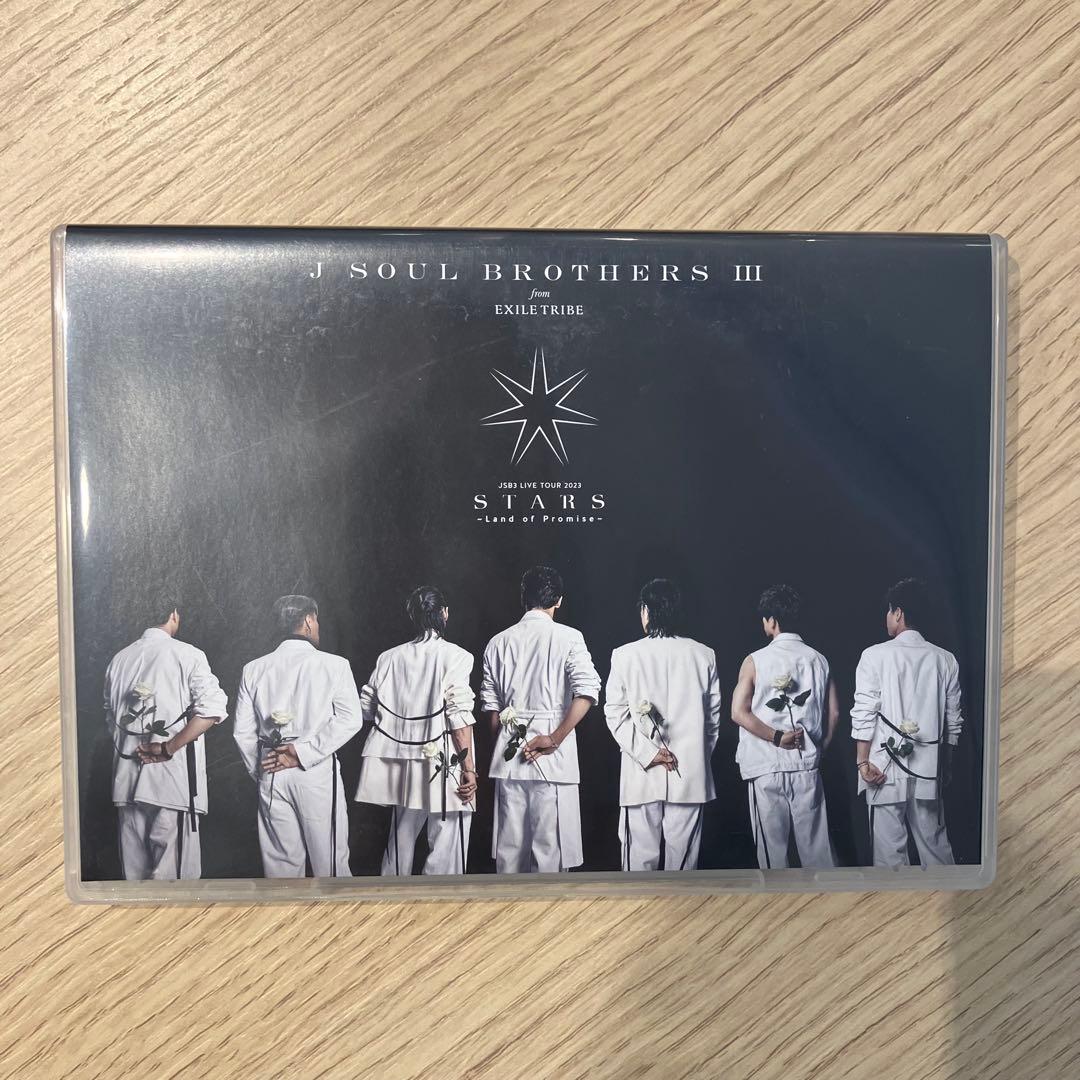 J SOUL BROTHERS III
from
EXILE TRIBE
JSB3 LIVE TOUR 2023
STARS
~Land of Promise~